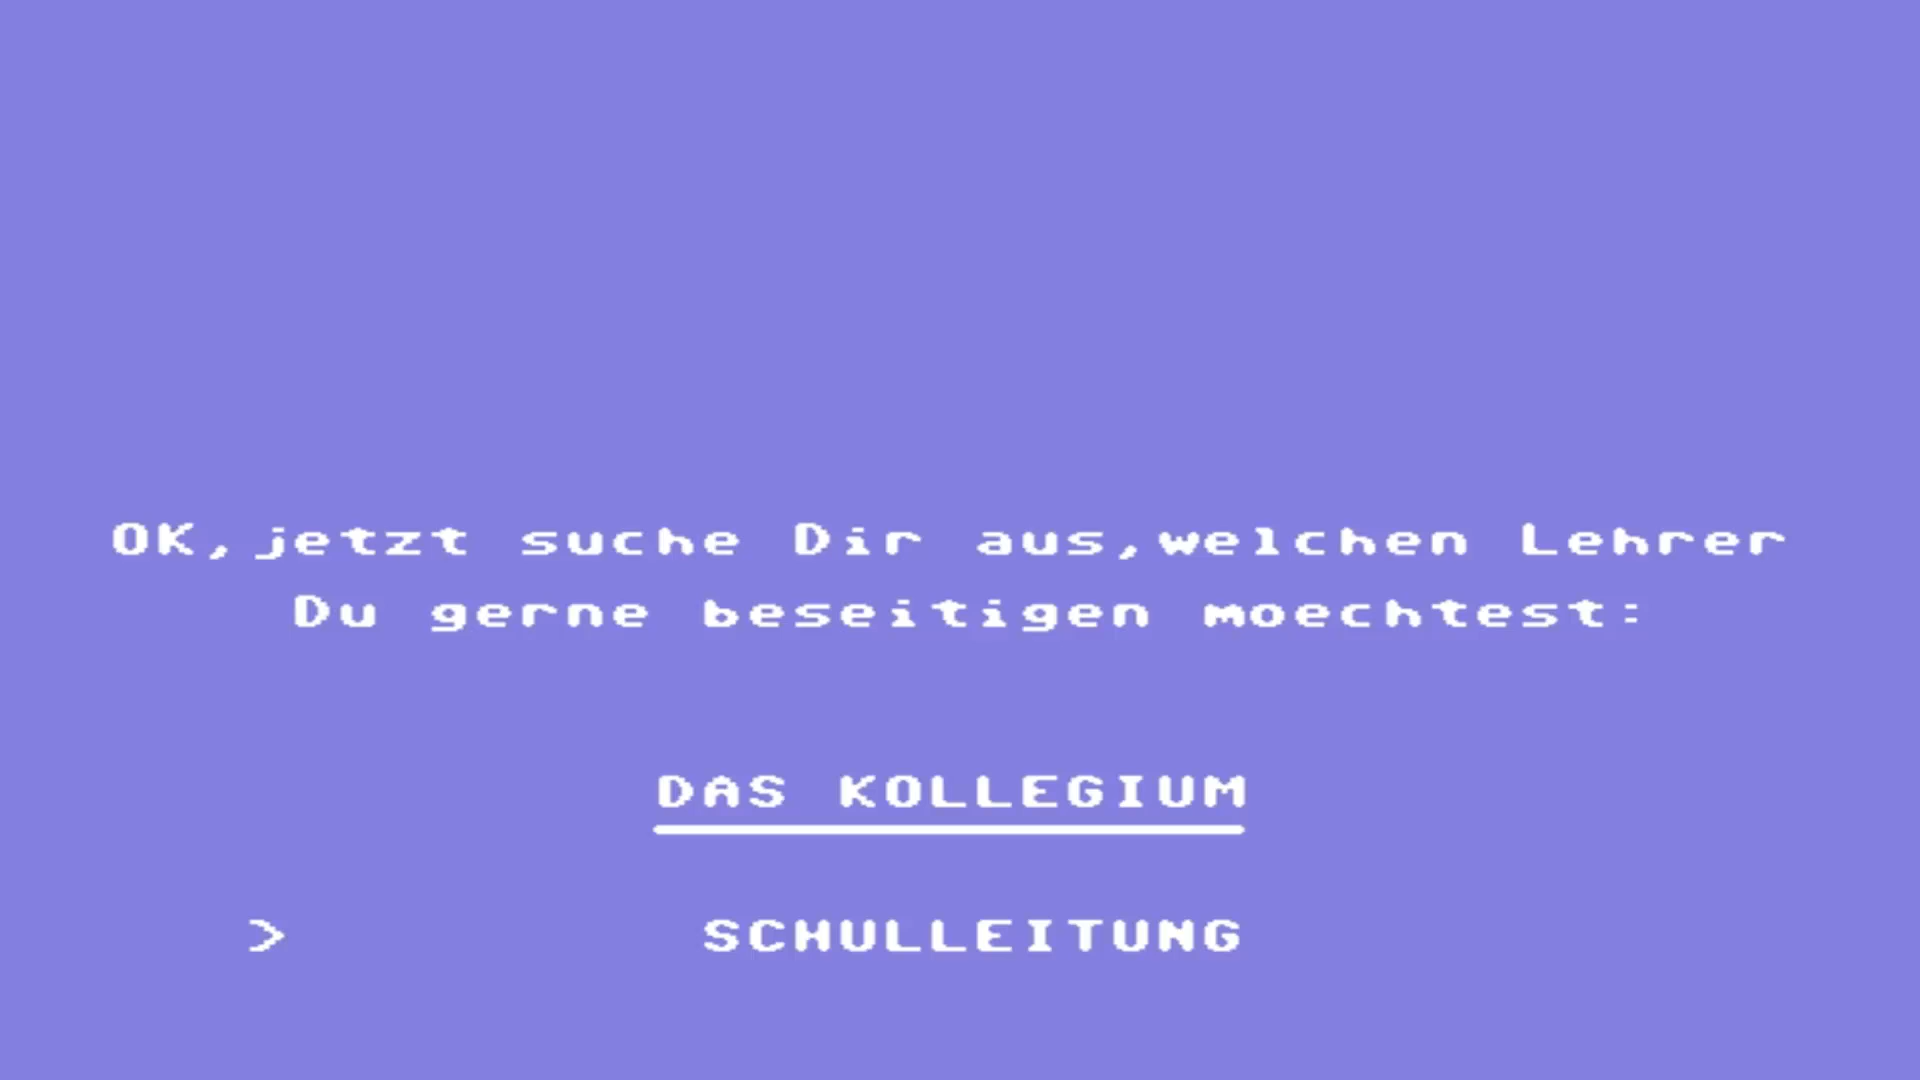 OK,jetzt suche Dir aus,welchen Lehrer
Du gerne beseitigen moechtest:
DAS KOLLEGIUM
> SCHULLEITUNG